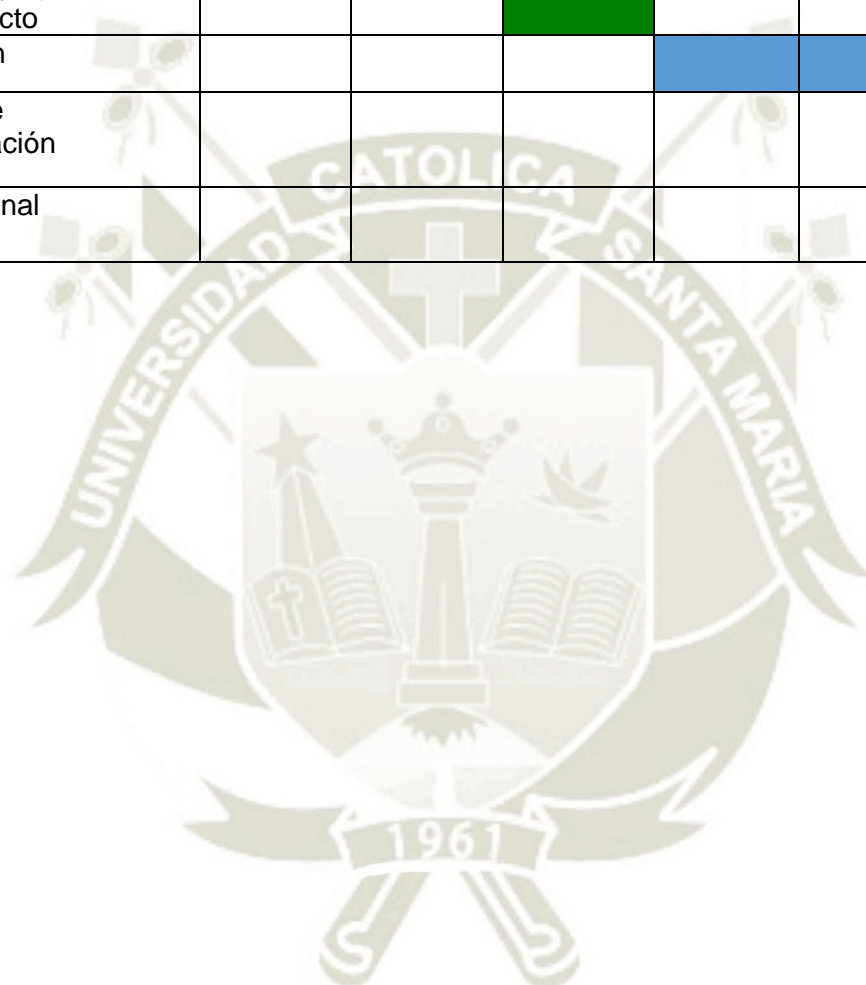 cto
n
e
ación
nal
CATOLICA
UNIVERSIDAD
SANTA MARIA
1961